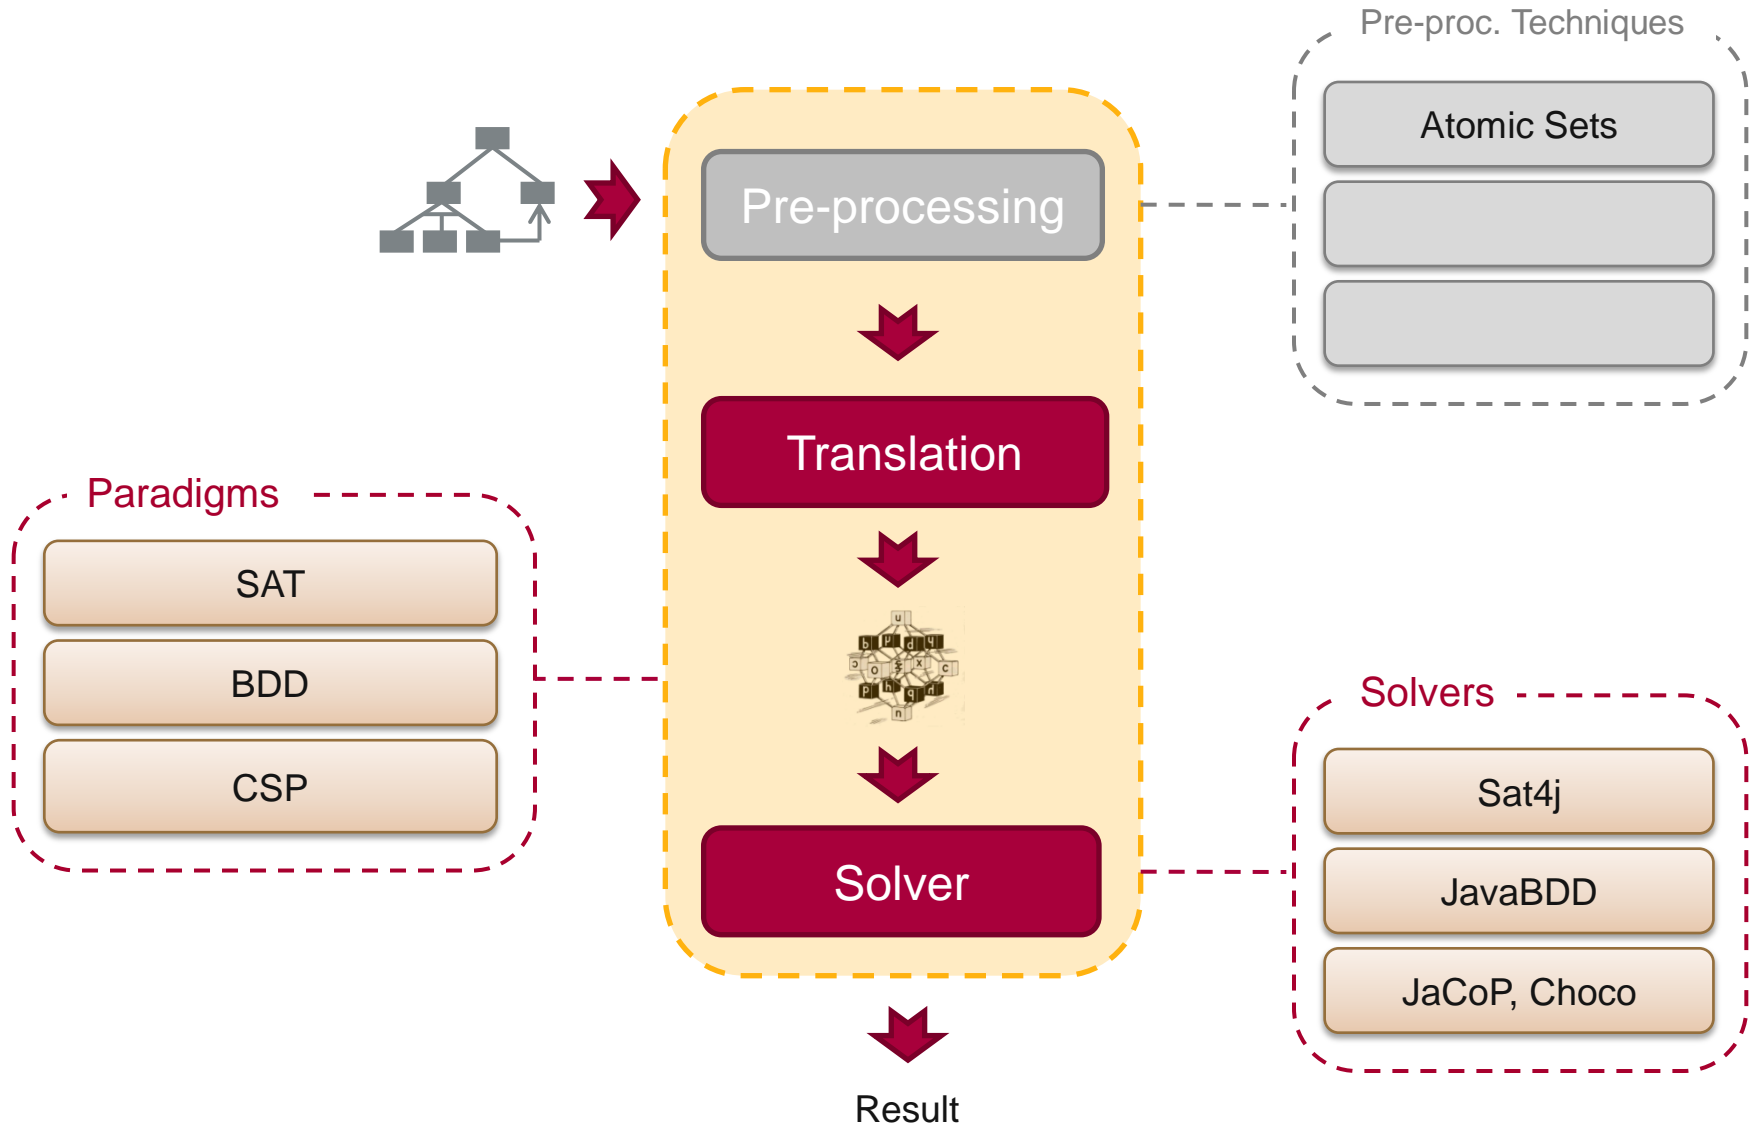 Pre-proc. Techniques
Atomic Sets
Pre-processing
Translation
Paradigms
SAT
BDD
CSP
Solvers
Sat4j
JavaBDD
JaCoP, Choco
Solver
Result